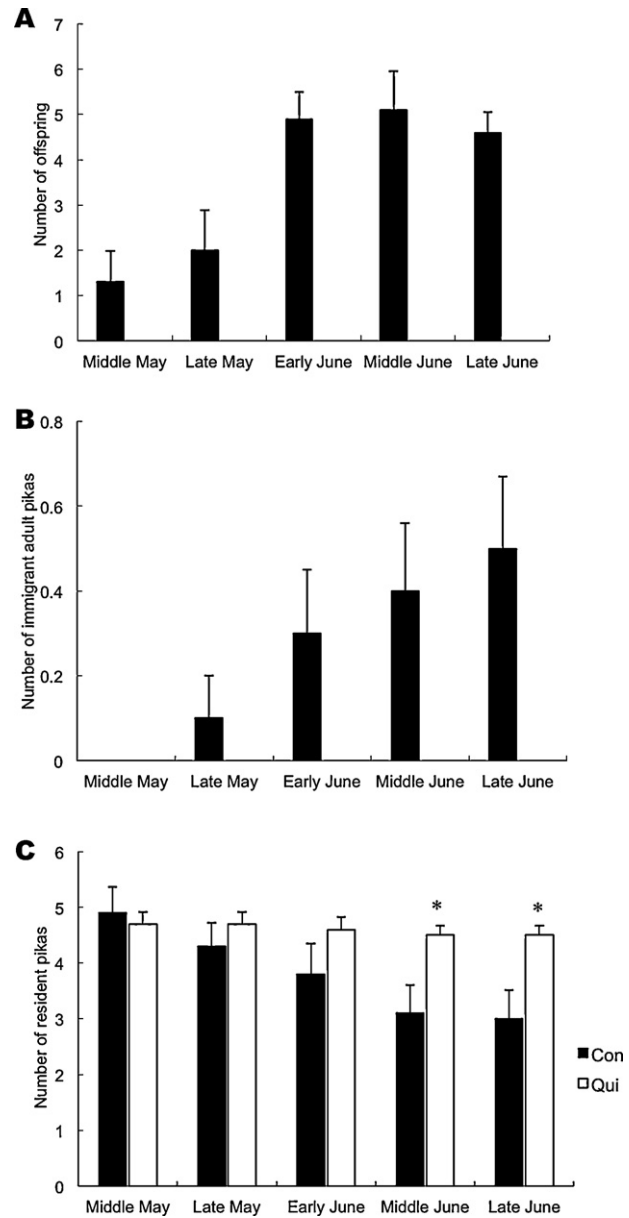 A
Number of offspring
7
6
5
4
3
2
1
0
Middle May Late May Early June Middle June Late June
B
Number of immigrant adult pikas
0.8
0.6
0.4
0.2
0
Middle May Late May Early June Middle June Late June
C
Number of resident pikas
6
5
4
3
2
1
0
* *
Con
Qui
Middle May Late May Early June Middle June Late June